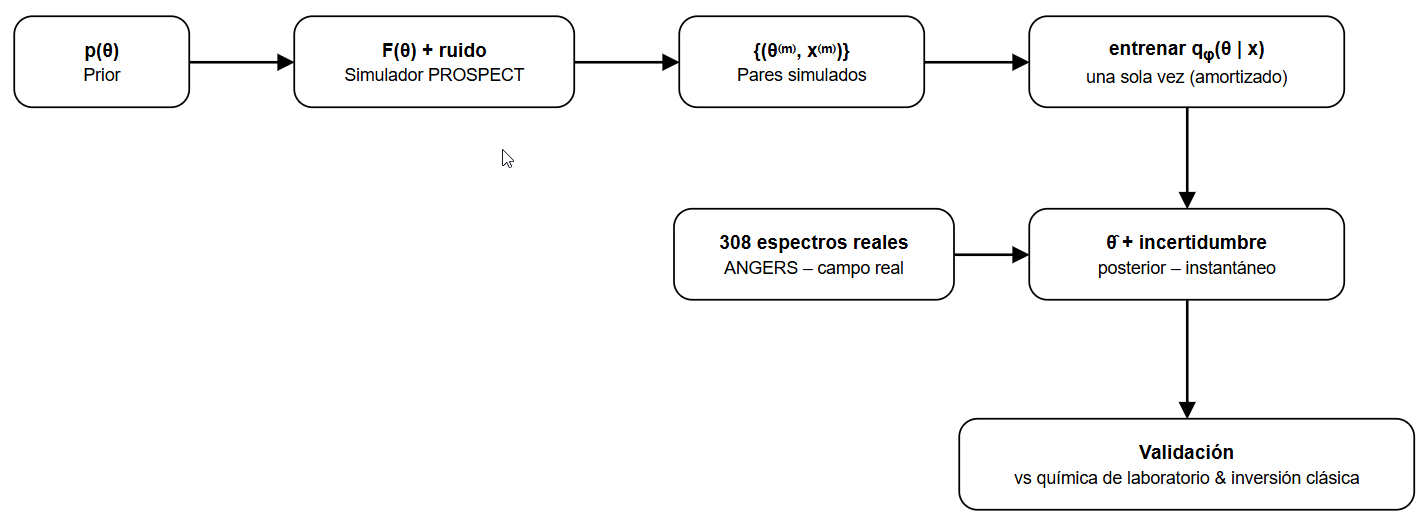 p(θ)
Prior
F(θ) + ruido
Simulador PROSPECT
{(θ⁽ᵐ⁾, x⁽ᵐ⁾)}
Pares simulados
entrenar qᵩ(θ | x)
una sola vez (amortizado)
308 espectros reales
ANGERS – campo real
θ̂ + incertidumbre
posterior – instantáneo
Validación
vs química de laboratorio & inversión clásica